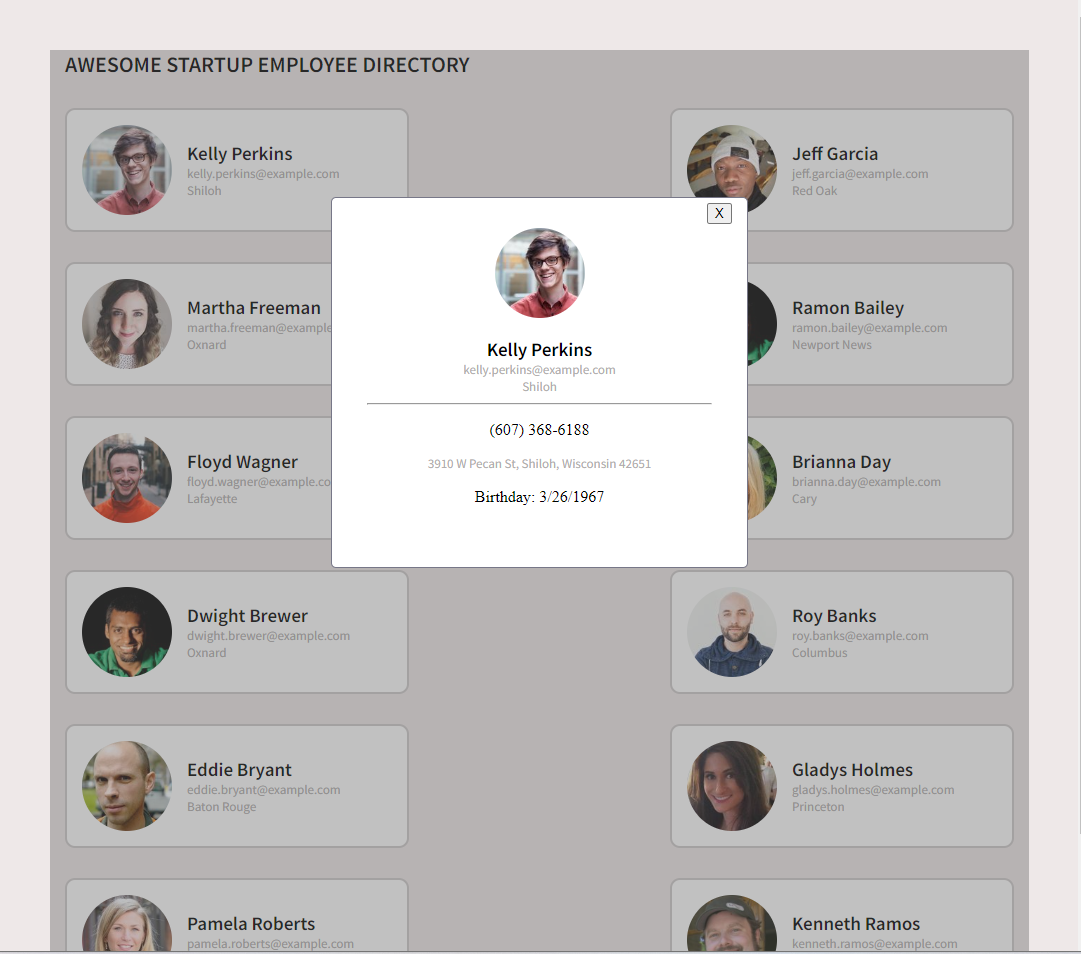 AWESOME STARTUP EMPLOYEE DIRECTORY
Kelly Perkins
kelly.perkins@example.com
Shiloh
Jeff Garcia
jeff.garcia@example.com
Red Oak
X
Kelly Perkins
kelly.perkins@example.com
Shiloh
(607) 368-6188
3910 W Pecan St, Shiloh, Wisconsin 42651
Birthday: 3/26/1967
Martha Freeman
martha.freeman@example
Oxnard
Ramon Bailey
ramon.bailey@example.com
Newport News
Floyd Wagner
floyd.wagner@example.co
Lafayette
Brianna Day
brianna.day@example.com
Cary
Dwight Brewer
dwight.brewer@example.com
Oxnard
Roy Banks
roy.banks@example.com
Columbus
Eddie Bryant
eddie.bryant@example.com
Baton Rouge
Gladys Holmes
gladys.holmes@example.com
Princeton
Pamela Roberts
pamela.roberts@example.com
Kenneth Ramos
kenneth.ramos@example.com